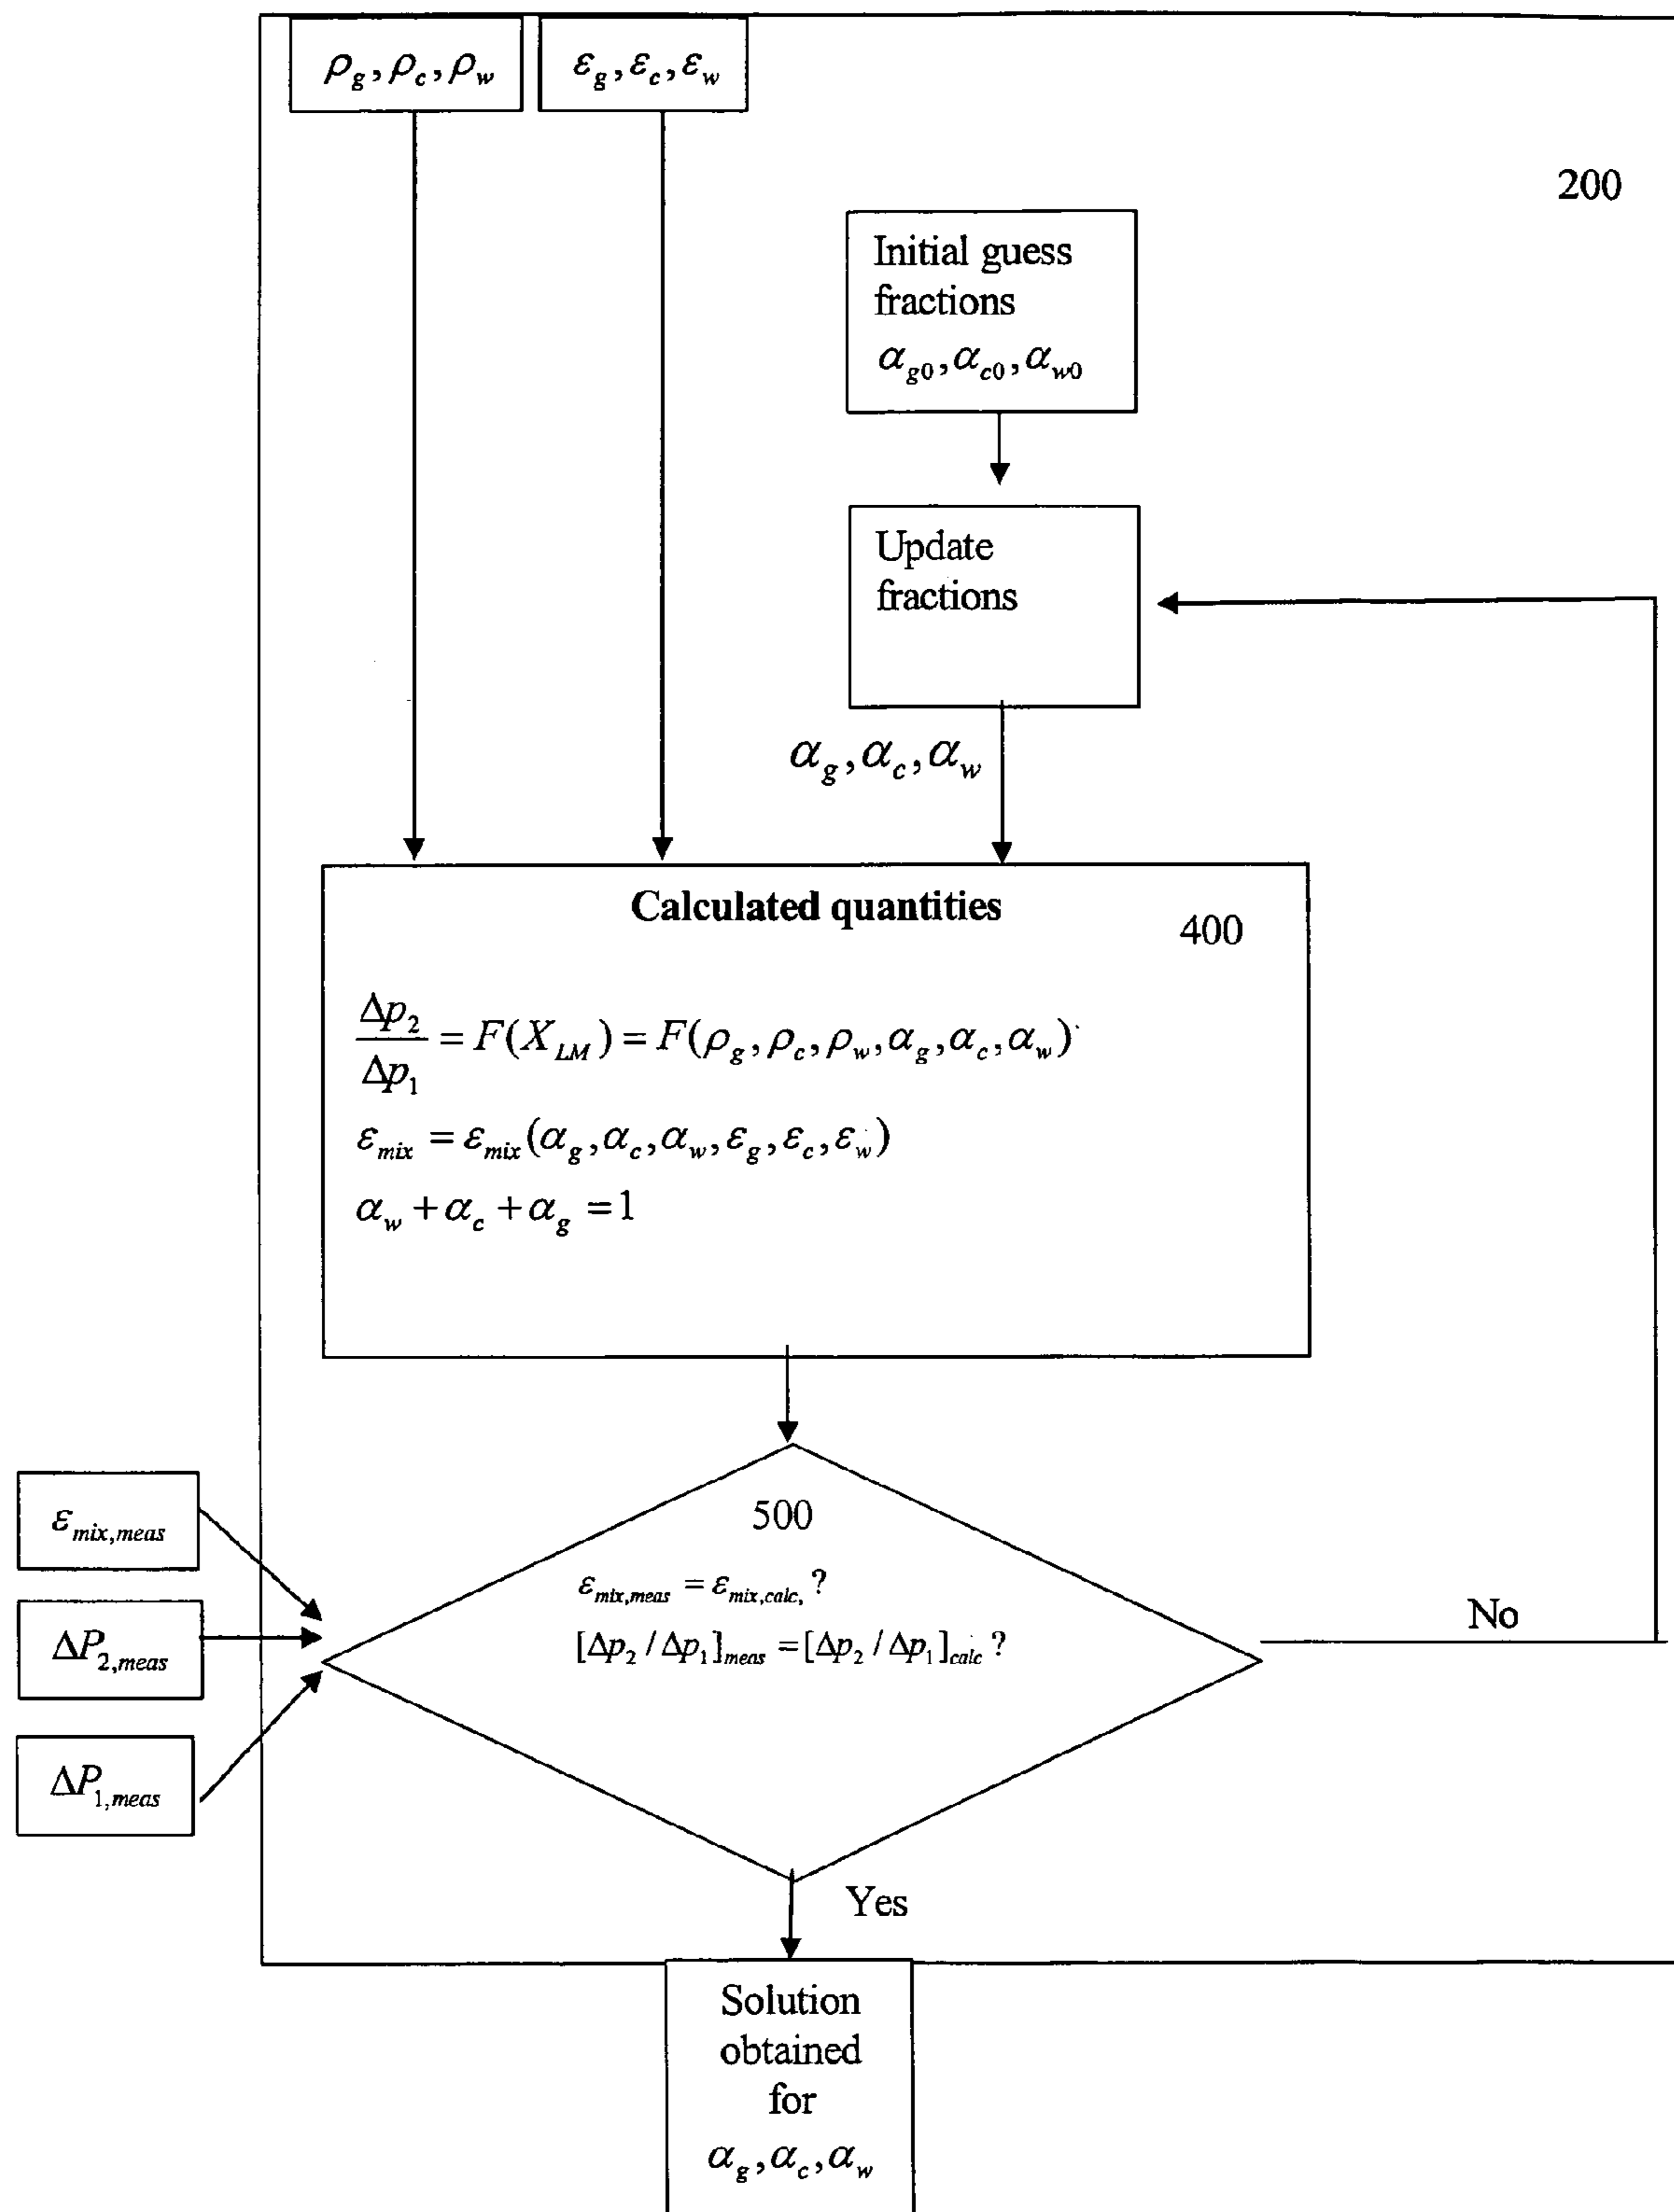 ρg, ρc, ρw
εg, εc, εw
200
Initial guess
fractions
αg0, αc0, αw0
Update
fractions
αg, αc, αw
Calculated quantities
400
Δp2/Δp1 = F(XLM) = F(ρg, ρc, ρw, αg, αc, αw)
εmix = εmix(αg, αc, αw, εg, εc, εw)
αw + αc + αg = 1
500
εmix,meas = εmix,calc, ?
[Δp2 / Δp1]meas = [Δp2 / Δp1]calc ?
εmix,meas
ΔP2,meas
ΔP1,meas
No
Yes
Solution
obtained
for
αg, αc, αw